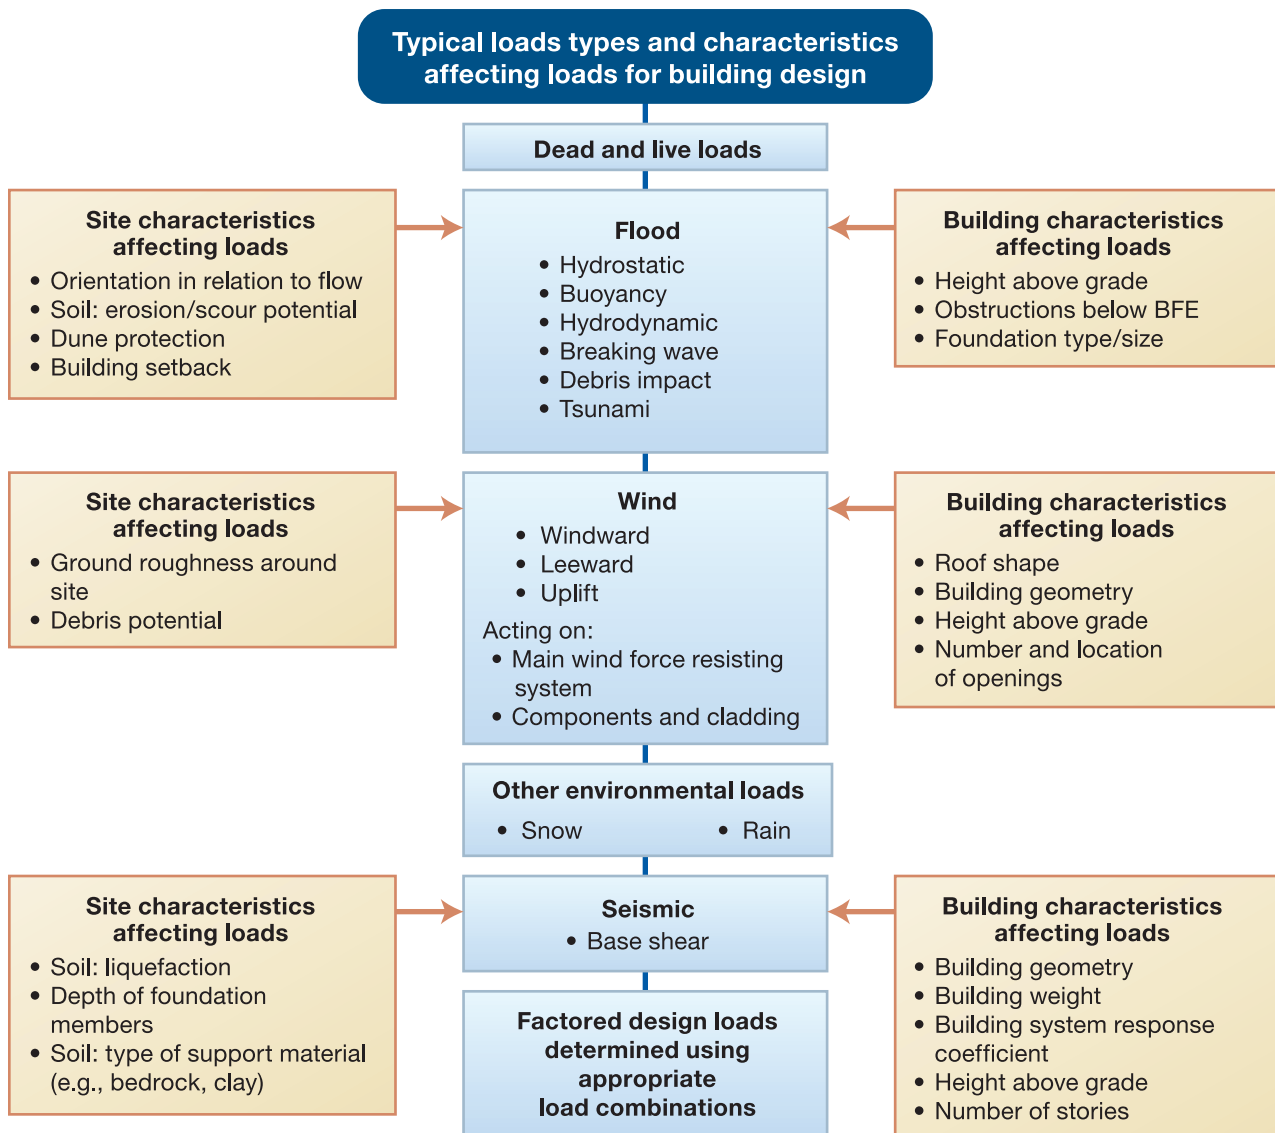 Typical loads types and characteristics
affecting loads for building design
Dead and live loads
Site characteristics
affecting loads
• Orientation in relation to flow
• Soil: erosion/scour potential
• Dune protection
• Building setback
Flood
• Hydrostatic
• Buoyancy
• Hydrodynamic
• Breaking wave
• Debris impact
• Tsunami
Building characteristics
affecting loads
• Height above grade
• Obstructions below BFE
• Foundation type/size
Site characteristics
affecting loads
• Ground roughness around
site
• Debris potential
Wind
• Windward
• Leeward
• Uplift
Acting on:
• Main wind force resisting
system
• Components and cladding
Building characteristics
affecting loads
• Roof shape
• Building geometry
• Height above grade
• Number and location
of openings
Other environmental loads
• Snow • Rain
Site characteristics
affecting loads
• Soil: liquefaction
• Depth of foundation
members
• Soil: type of support material
(e.g., bedrock, clay)
Seismic
• Base shear
Building characteristics
affecting loads
• Building geometry
• Building weight
• Building system response
coefficient
• Height above grade
• Number of stories
Factored design loads
determined using
appropriate
load combinations